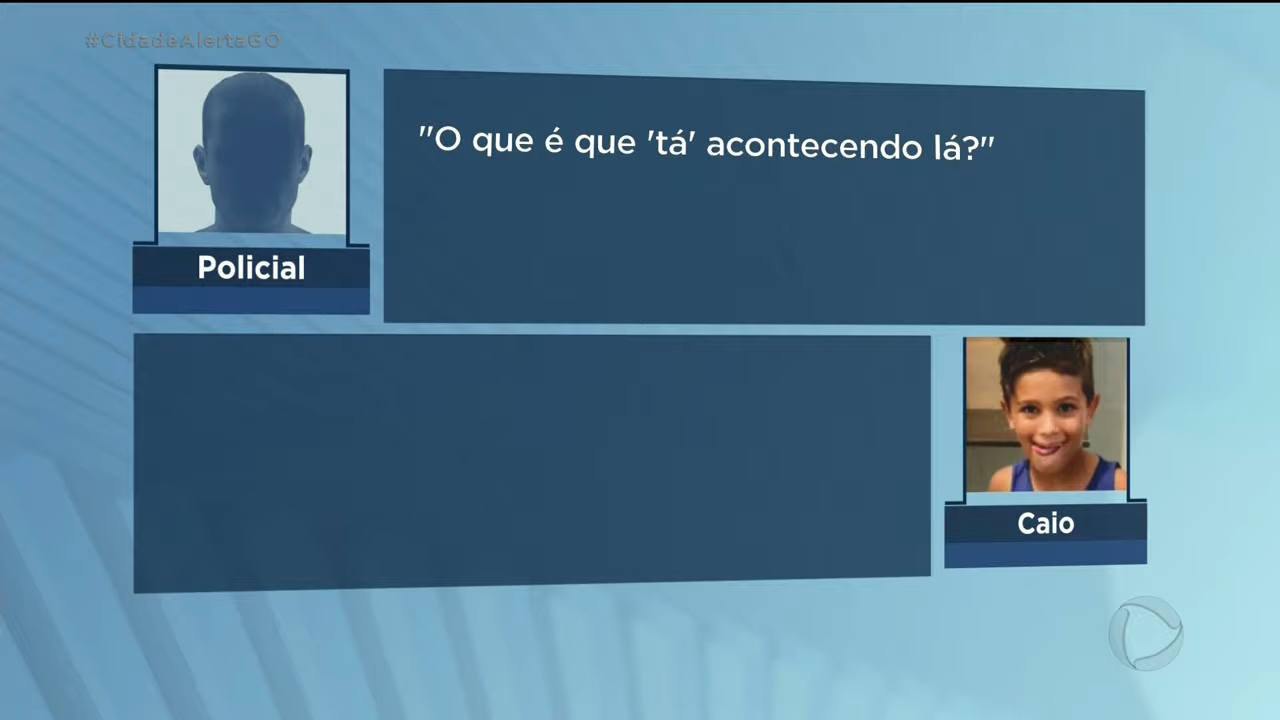 #CidadeAlertaGO
"O que é que 'tá' acontecendo lá?"
Policial
Caio